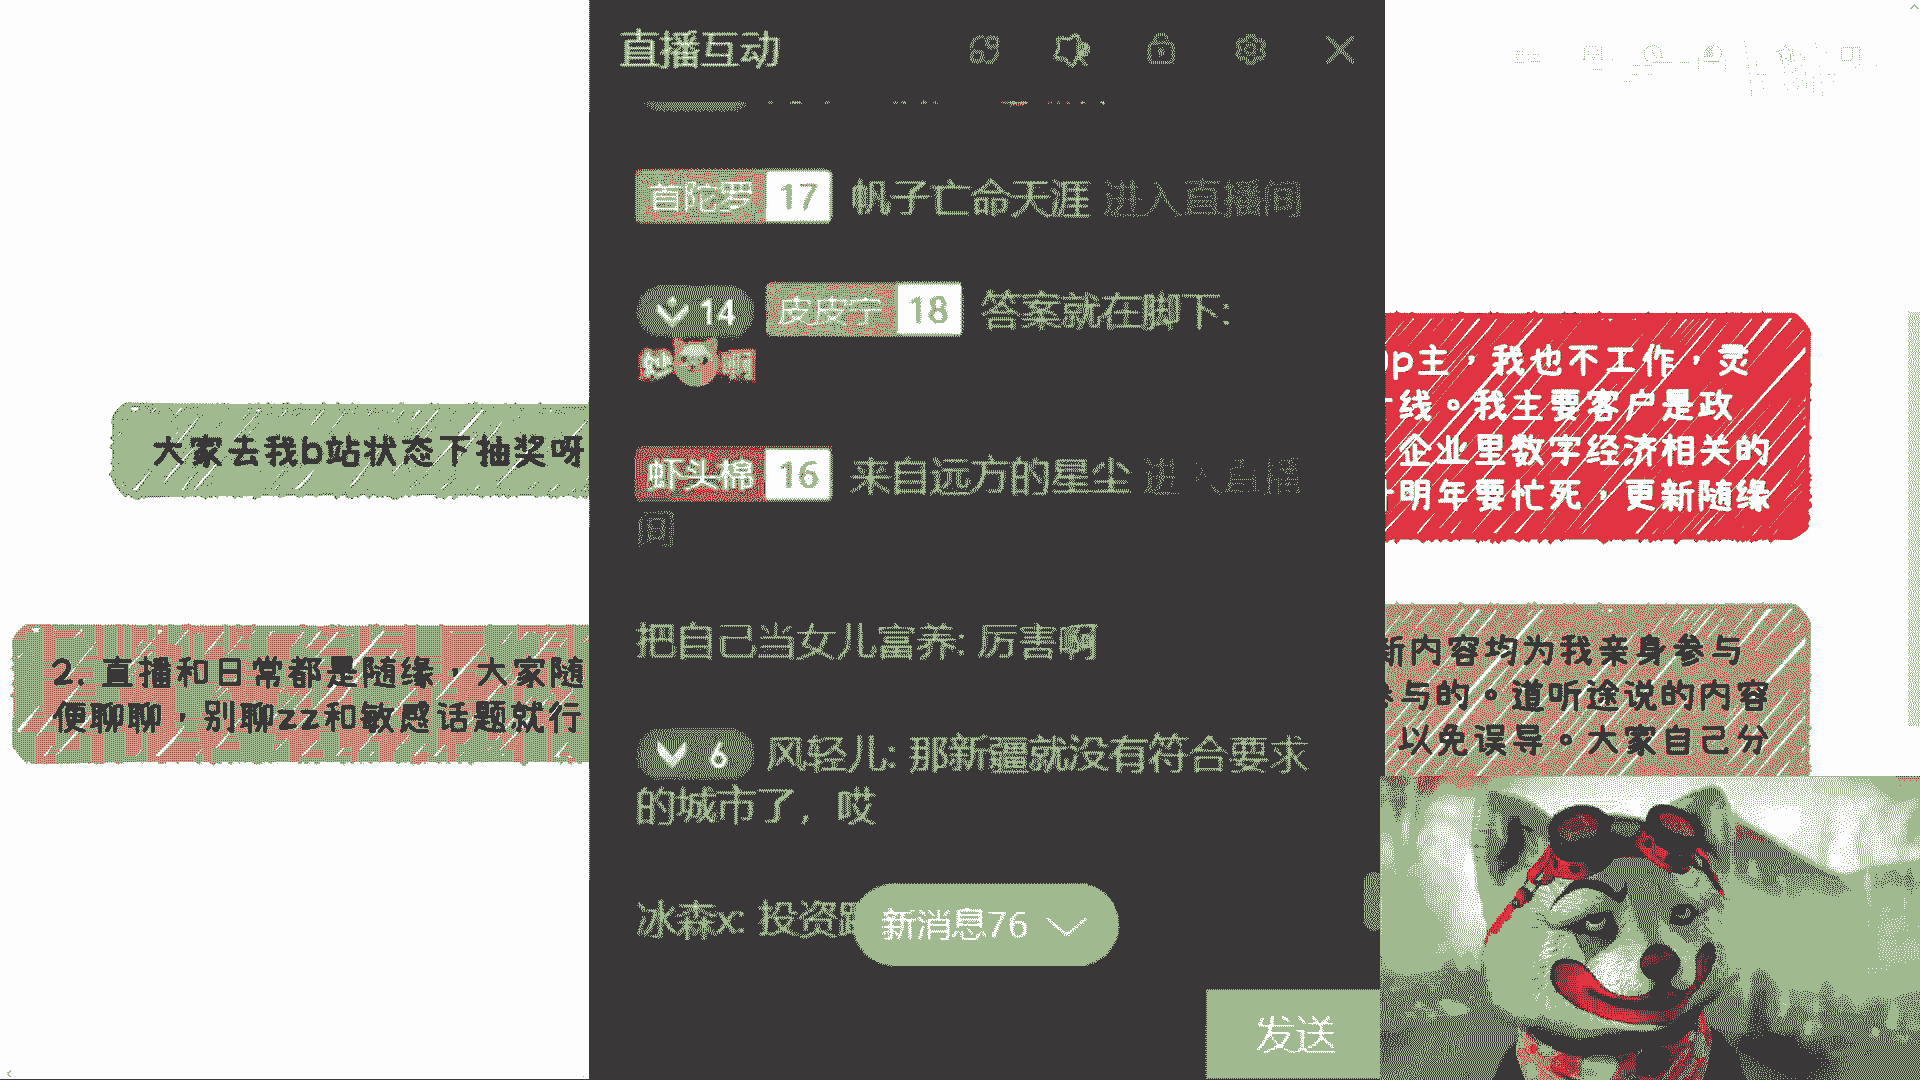 直播互动
首陀罗 17 帆子亡命天涯 进入直播间
14 皮皮宁 18 答案就在脚下:
妙啊
虾头棉 16 来自远方的星尘 进入直播
间
把自己当女儿富养: 厉害啊
6 风轻儿: 那新疆就没有符合要求
的城市了，哎
冰森x: 投资
新消息76
发送
大家去我b站状态下抽奖呀
2. 直播和日常都是随缘，大家随
便聊聊，别聊zz和敏感话题就行
p主，我也不工作，灵
线。我主要客户是政
企业里数字经济相关的
明年要忙死，更新随缘
新内容均为我亲身参与
参与的。道听途说的内容
以免误导。大家自己分